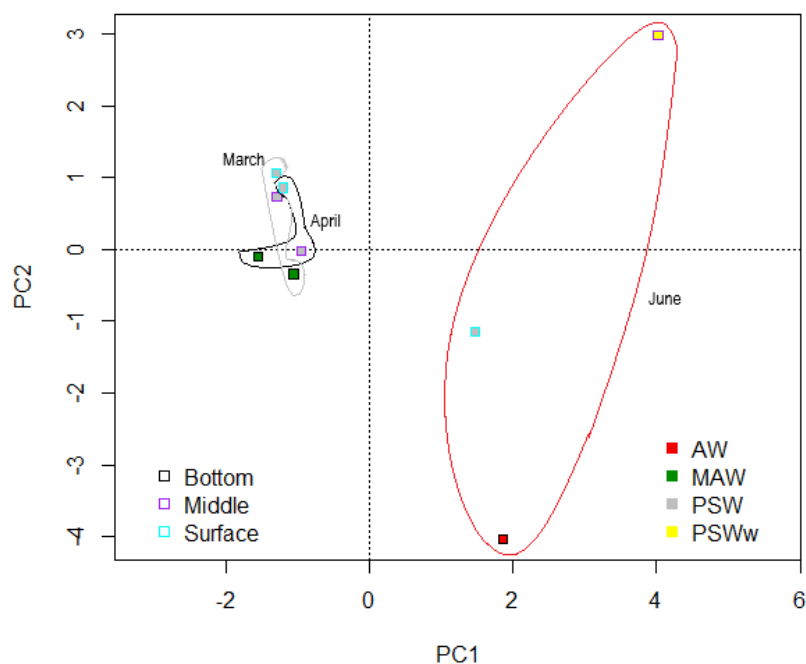 3
2
1
0
-1
-2
-3
-4
PC2
March
April
June
Bottom
Middle
Surface
AW
MAW
PSW
PSWw
-2
0
2
4
6
PC1